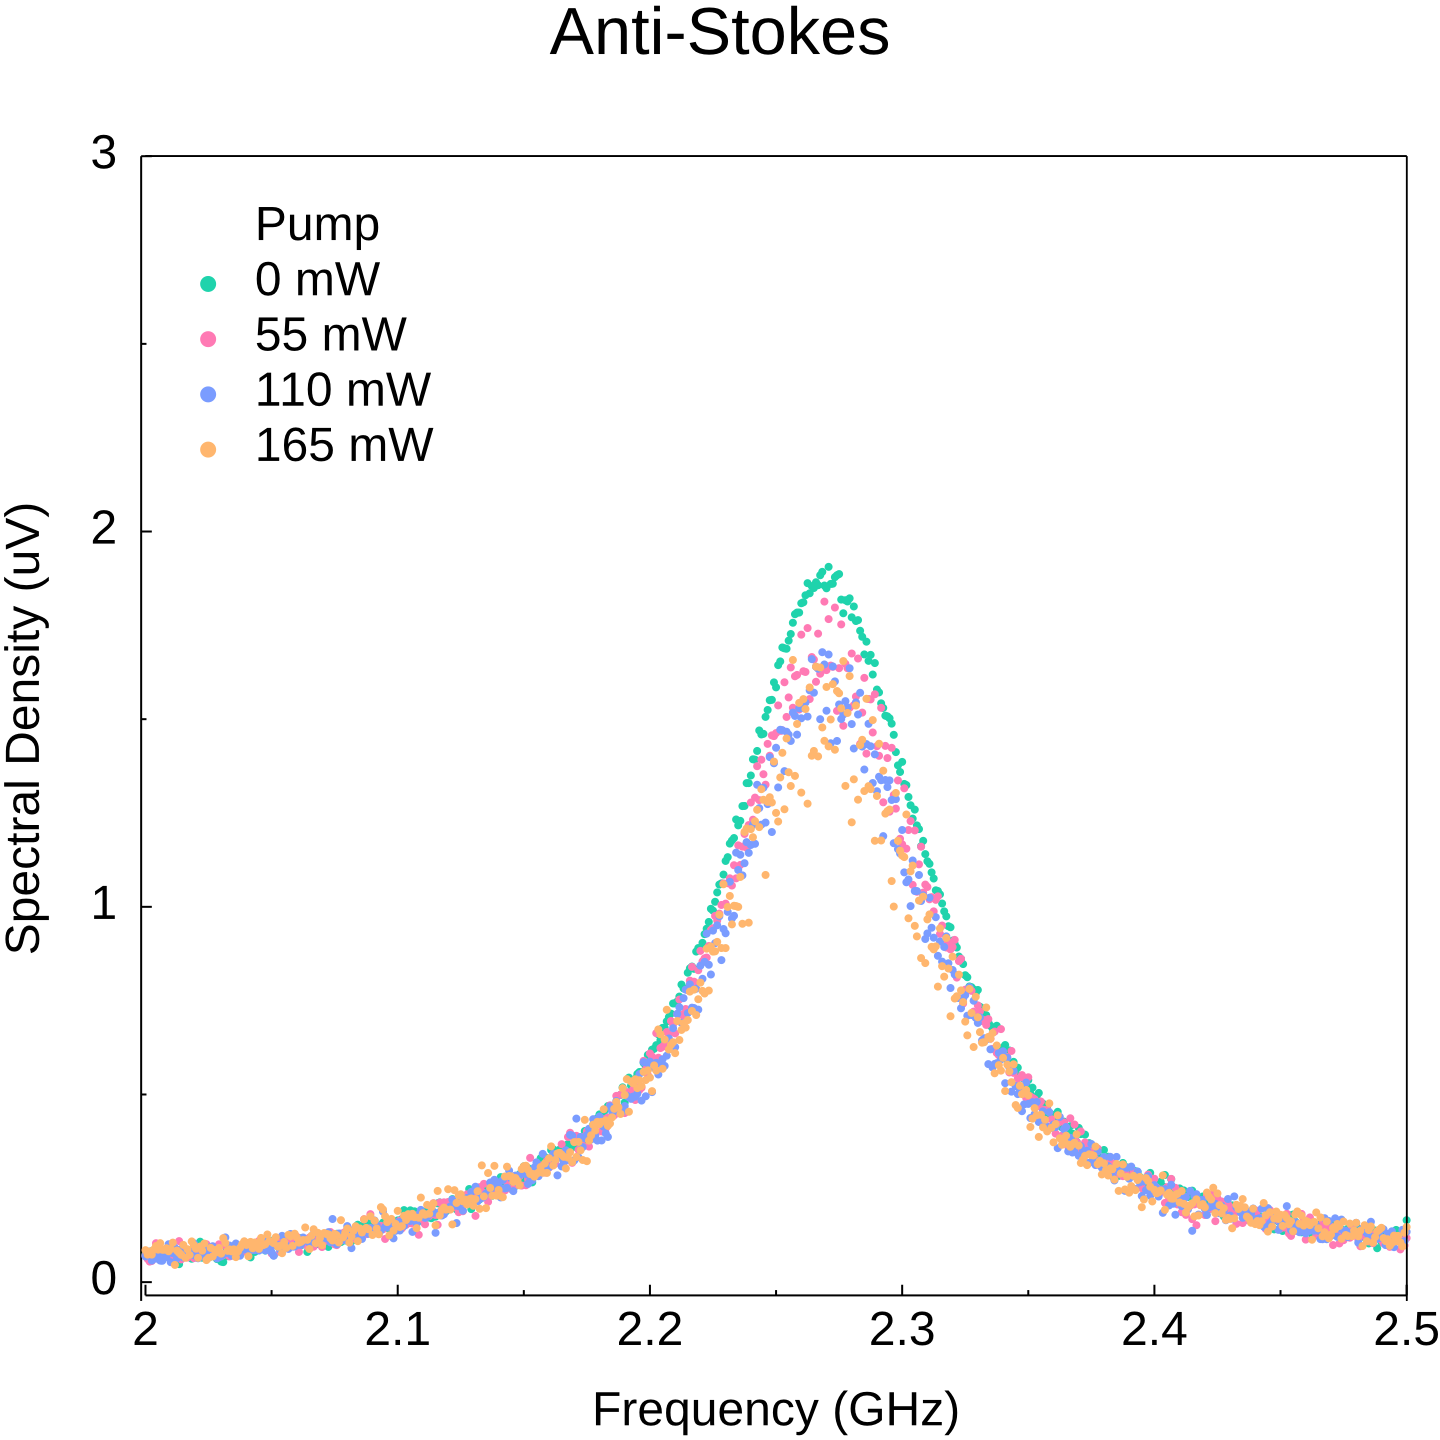 Anti-Stokes
3
Pump
0 mW
55 mW
110 mW
165 mW
2
Spectral Density (uV)
1
0
2 2.1 2.2 2.3 2.4 2.5
Frequency (GHz)